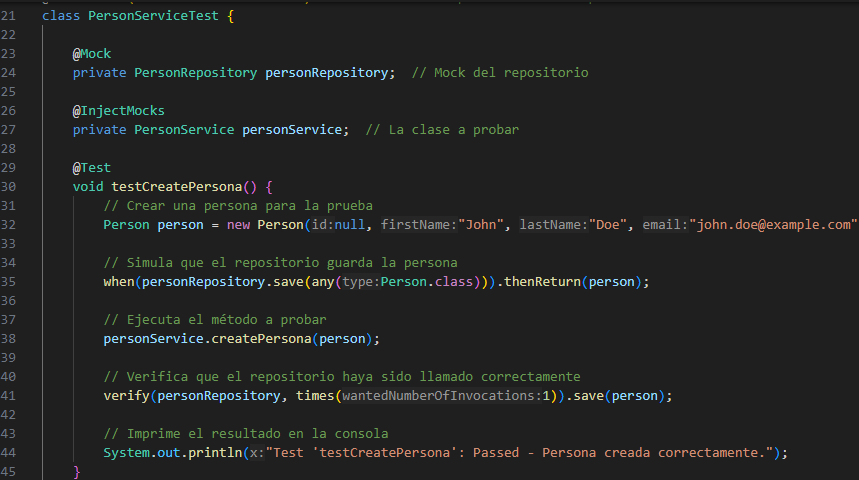 21 class PersonServiceTest {
22
23 @Mock
24 private PersonRepository personRepository; // Mock del repositorio
25
26 @InjectMocks
27 private PersonService personService; // La clase a probar
28
29 @Test
30 void testCreatePersona() {
31 // Crear una persona para la prueba
32 Person person = new Person(id:null, firstName:"John", lastName:"Doe", email:"john.doe@example.com"
33
34 // Simula que el repositorio guarda la persona
35 when(personRepository.save(any(type:Person.class))).thenReturn(person);
36
37 // Ejecuta el método a probar
38 personService.createPersona(person);
39
40 // Verifica que el repositorio haya sido llamado correctamente
41 verify(personRepository, times(wantedNumberOfInvocations:1)).save(person);
42
43 // Imprime el resultado en la consola
44 System.out.println(x:"Test 'testCreatePersona': Passed - Persona creada correctamente.");
45 }